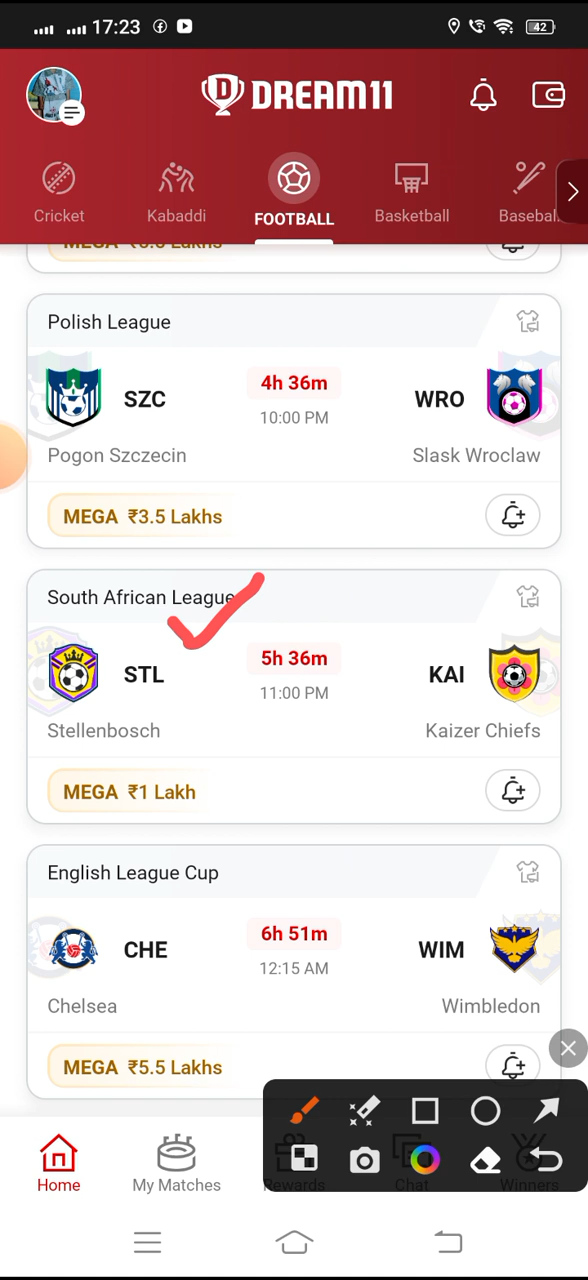 17:23
42
DREAM11
Cricket
Kabaddi
FOOTBALL
Basketball
Polish League
SZC
4h 36m
WRO
10:00 PM
Pogon Szczecin
Slask Wroclaw
MEGA ₹3.5 Lakhs
South African League
STL
5h 36m
KAI
11:00 PM
Stellenbosch
Kaizer Chiefs
MEGA ₹1 Lakh
English League Cup
CHE
6h 51m
WIM
12:15 AM
Chelsea
Wimbledon
MEGA ₹5.5 Lakhs
Home
My Matches
Rewards
Chat
Winners